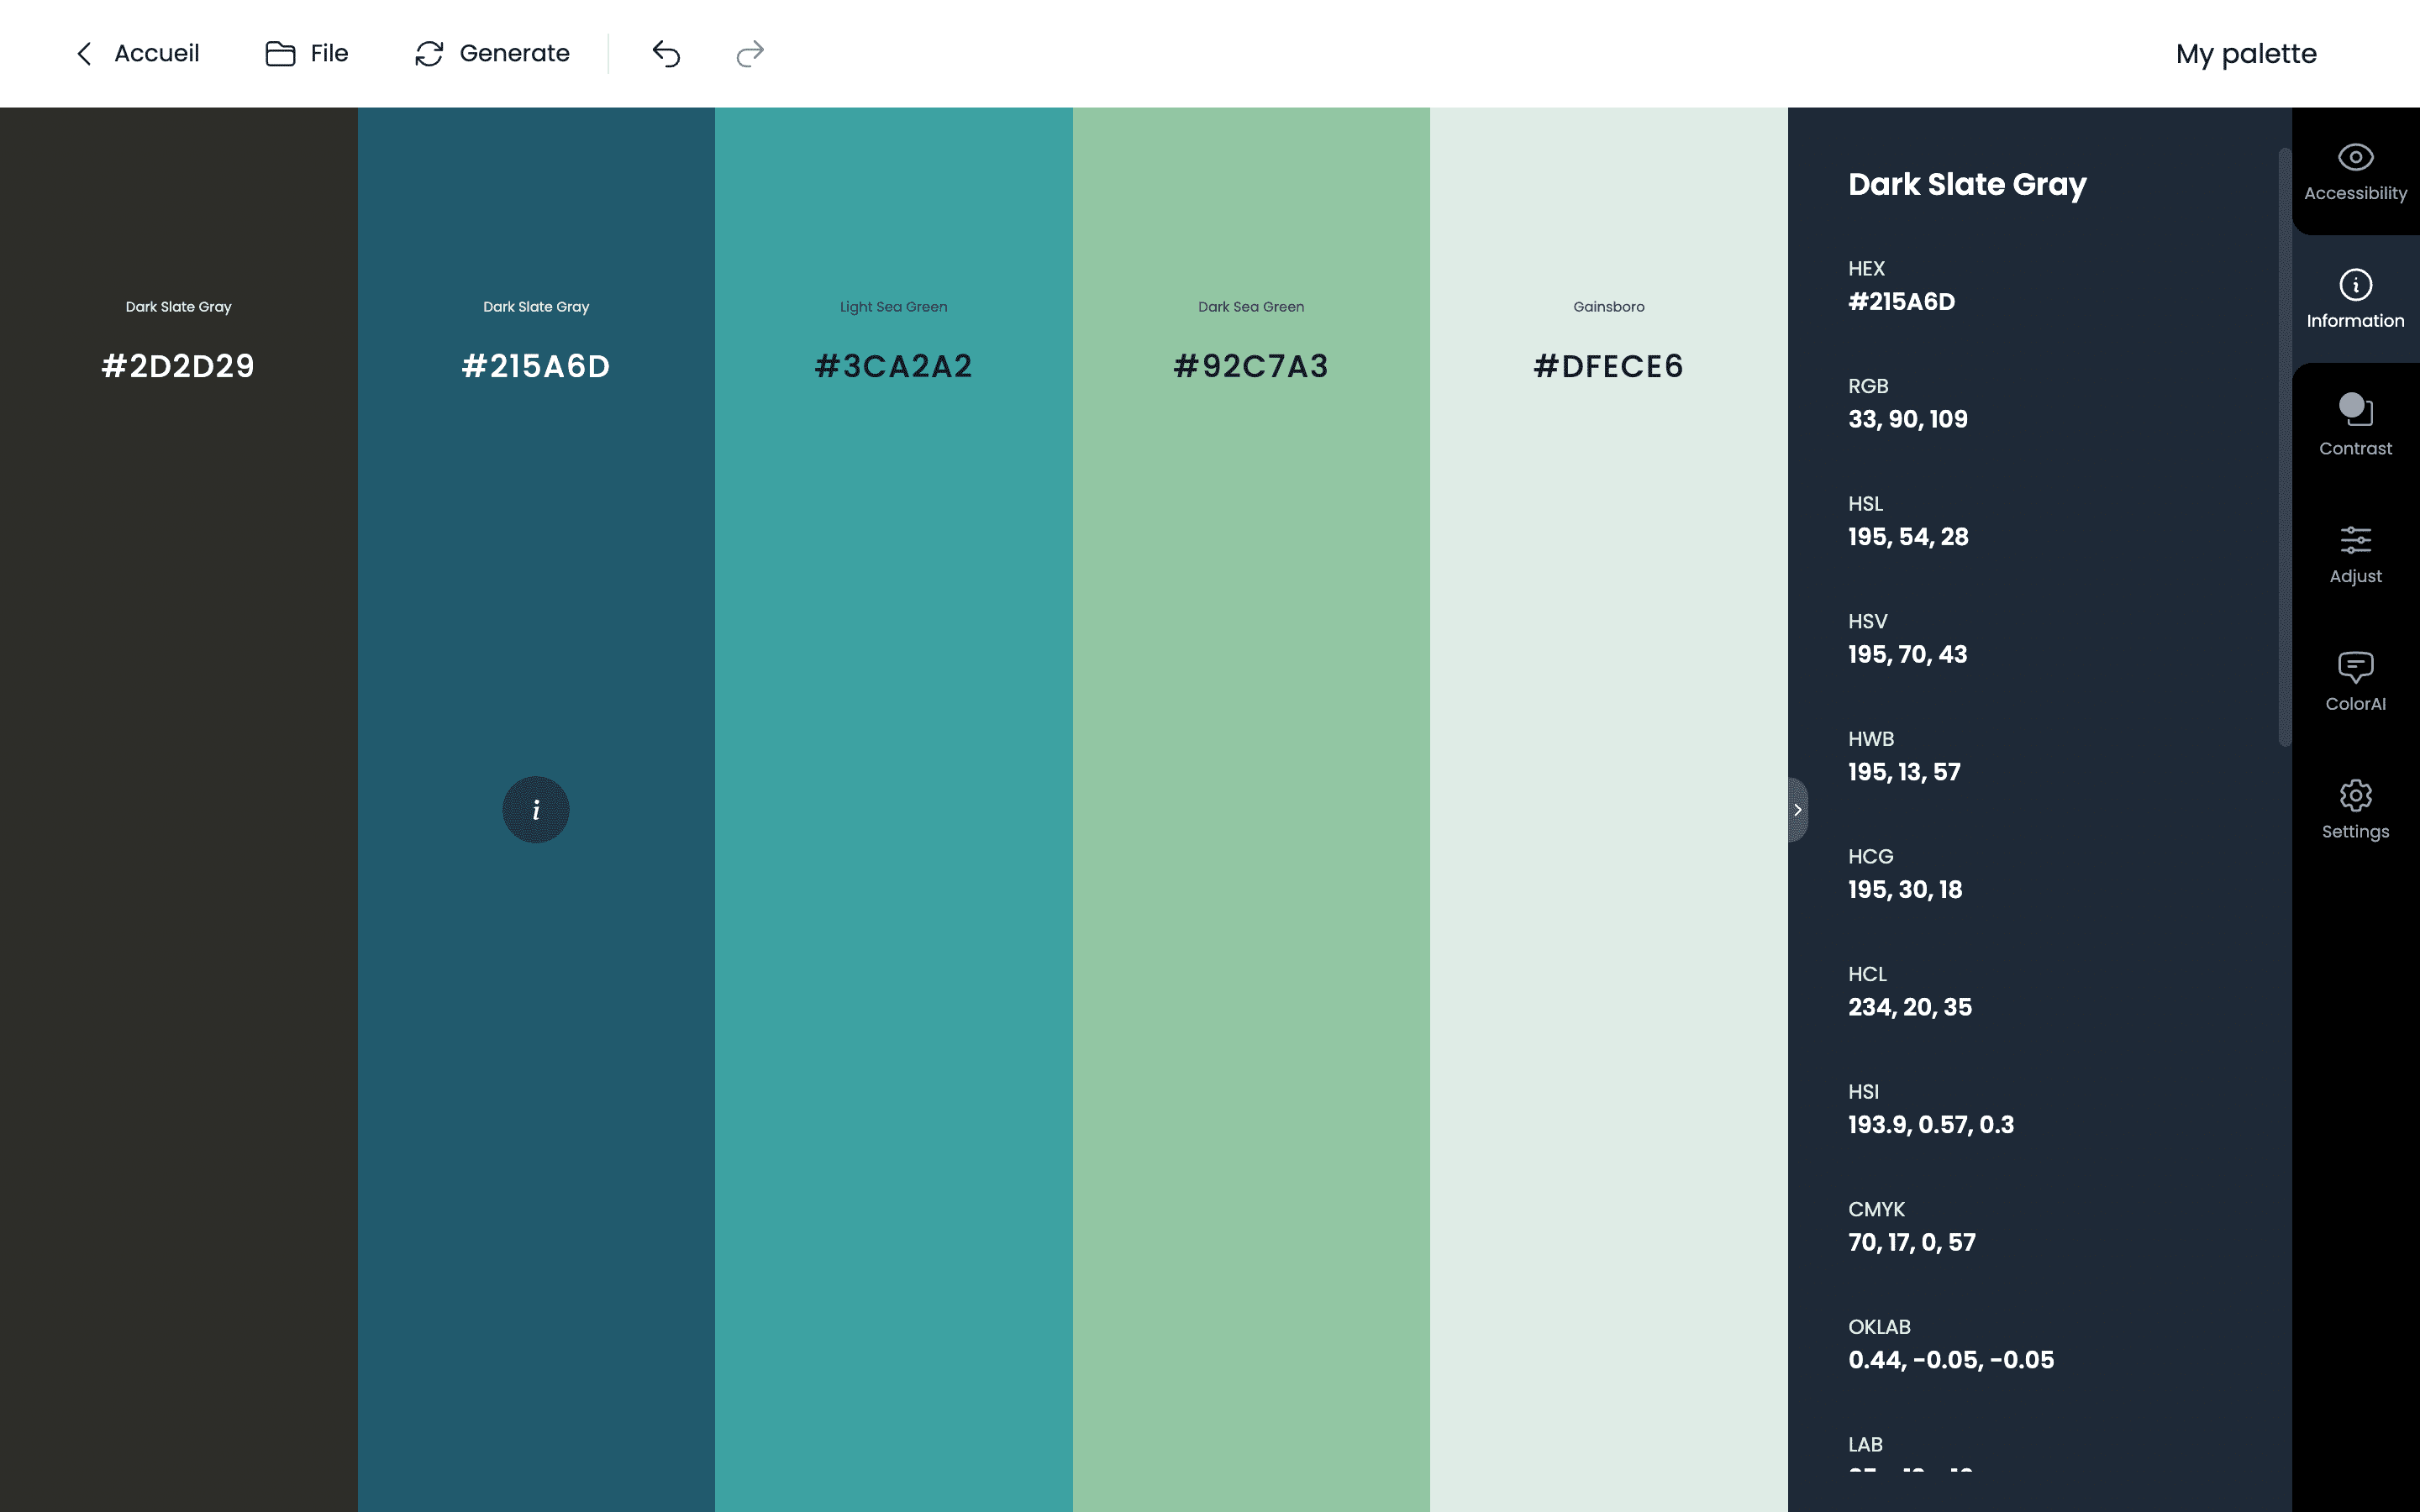 Accueil
File
Generate
My palette
Dark Slate Gray
#2D2D29
Dark Slate Gray
#215A6D
Light Sea Green
#3CA2A2
Dark Sea Green
#92C7A3
Gainsboro
#DFECE6
i
Dark Slate Gray
HEX
#215A6D
RGB
33, 90, 109
HSL
195, 54, 28
HSV
195, 70, 43
HWB
195, 13, 57
HCG
195, 30, 18
HCL
234, 20, 35
HSI
193.9, 0.57, 0.3
CMYK
70, 17, 0, 57
OKLAB
0.44, -0.05, -0.05
LAB
Accessibility
Information
Contrast
Adjust
ColorAI
Settings